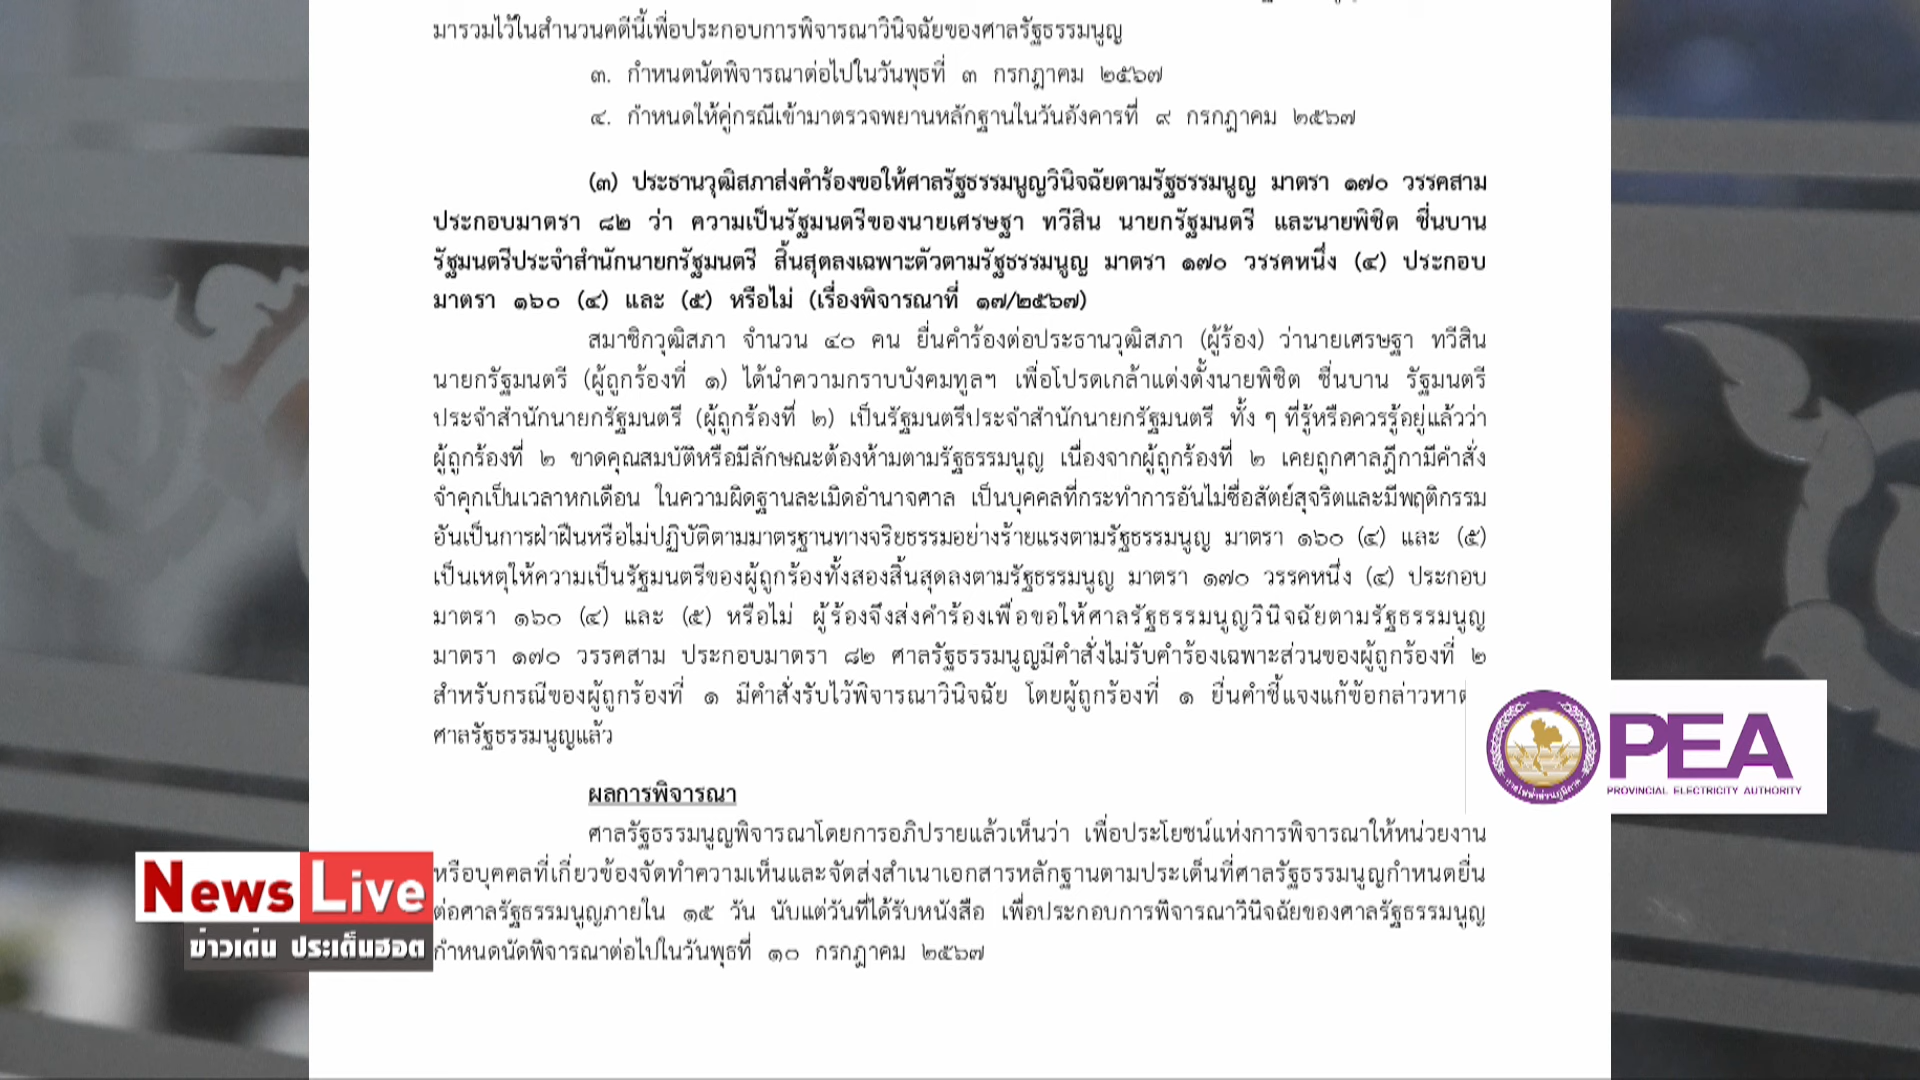 มารวมไว้ในสำนวนคดีนี้เพื่อประกอบการพิจารณาวินิจฉัยของศาลรัฐธรรมนูญ
๓. กำหนดนัดพิจารณาต่อไปในวันพุธที่ ๓ กรกฎาคม ๒๕๖๗
๔. กำหนดให้คู่กรณีเข้ามาตรวจพยานหลักฐานในวันอังคารที่ ๙ กรกฎาคม ๒๕๖๗
(๓) ประธานวุฒิสภาส่งคำร้องขอให้ศาลรัฐธรรมนูญวินิจฉัยตามรัฐธรรมนูญ มาตรา ๑๗๐ วรรคสาม
ประกอบมาตรา ๘๒ ว่า ความเป็นรัฐมนตรีของนายเศรษฐา ทวีสิน นายกรัฐมนตรี และนายพิชิต ชื่นบาน
รัฐมนตรีประจำสำนักนายกรัฐมนตรี สิ้นสุดลงเฉพาะตัวตามรัฐธรรมนูญ มาตรา ๑๗๐ วรรคหนึ่ง (๔) ประกอบ
มาตรา ๑๖๐ (๔) และ (๕) หรือไม่ (เรื่องพิจารณาที่ ๑๗/๒๕๖๗)
สมาชิกวุฒิสภา จำนวน ๔๐ คน ยื่นคำร้องต่อประธานวุฒิสภา (ผู้ร้อง) ว่านายเศรษฐา ทวีสิน
นายกรัฐมนตรี (ผู้ถูกร้องที่ ๑) ได้นำความกราบบังคมทูลฯ เพื่อโปรดเกล้าแต่งตั้งนายพิชิต ชื่นบาน รัฐมนตรี
ประจำสำนักนายกรัฐมนตรี (ผู้ถูกร้องที่ ๒) เป็นรัฐมนตรีประจำสำนักนายกรัฐมนตรี ทั้ง ๆ ที่รู้หรือควรรู้อยู่แล้วว่า
ผู้ถูกร้องที่ ๒ ขาดคุณสมบัติหรือมีลักษณะต้องห้ามตามรัฐธรรมนูญ เนื่องจากผู้ถูกร้องที่ ๒ เคยถูกศาลฎีกามีคำสั่ง
จำคุกเป็นเวลาหกเดือน ในความผิดฐานละเมิดอำนาจศาล เป็นบุคคลที่กระทำการอันไม่ซื่อสัตย์สุจริตและมีพฤติกรรม
อันเป็นการฝ่าฝืนหรือไม่ปฏิบัติตามมาตรฐานทางจริยธรรมอย่างร้ายแรงตามรัฐธรรมนูญ มาตรา ๑๖๐ (๔) และ (๕)
เป็นเหตุให้ความเป็นรัฐมนตรีของผู้ถูกร้องทั้งสองสิ้นสุดลงตามรัฐธรรมนูญ มาตรา ๑๗๐ วรรคหนึ่ง (๔) ประกอบ
มาตรา ๑๖๐ (๔) และ (๕) หรือไม่ ผู้ร้องจึงส่งคำร้องเพื่อขอให้ศาลรัฐธรรมนูญวินิจฉัยตามรัฐธรรมนูญ
มาตรา ๑๗๐ วรรคสาม ประกอบมาตรา ๘๒ ศาลรัฐธรรมนูญมีคำสั่งไม่รับคำร้องเฉพาะส่วนของผู้ถูกร้องที่ ๒
สำหรับกรณีของผู้ถูกร้องที่ ๑ มีคำสั่งรับไว้พิจารณาวินิจฉัย โดยผู้ถูกร้องที่ ๑ ยื่นคำชี้แจงแก้ข้อกล่าวหาต
ศาลรัฐธรรมนูญแล้ว
ผลการพิจารณา
ศาลรัฐธรรมนูญพิจารณาโดยการอภิปรายแล้วเห็นว่า เพื่อประโยชน์แห่งการพิจารณาให้หน่วยงาน
หรือบุคคลที่เกี่ยวข้องจัดทำความเห็นและจัดส่งสำเนาเอกสารหลักฐานตามประเด็นที่ศาลรัฐธรรมนูญกำหนดยื่น
ต่อศาลรัฐธรรมนูญภายใน ๑๕ วัน นับแต่วันที่ได้รับหนังสือ เพื่อประกอบการพิจารณาวินิจฉัยของศาลรัฐธรรมนูญ
กำหนดนัดพิจารณาต่อไปในวันพุธที่ ๑๐ กรกฎาคม ๒๕๖๗
PEA
PROVINCIAL ELECTRICITY AUTHORITY
การไฟฟ้าส่วนภูมิภาค
News Live
ข่าวเด่น ประเด็นฮอต